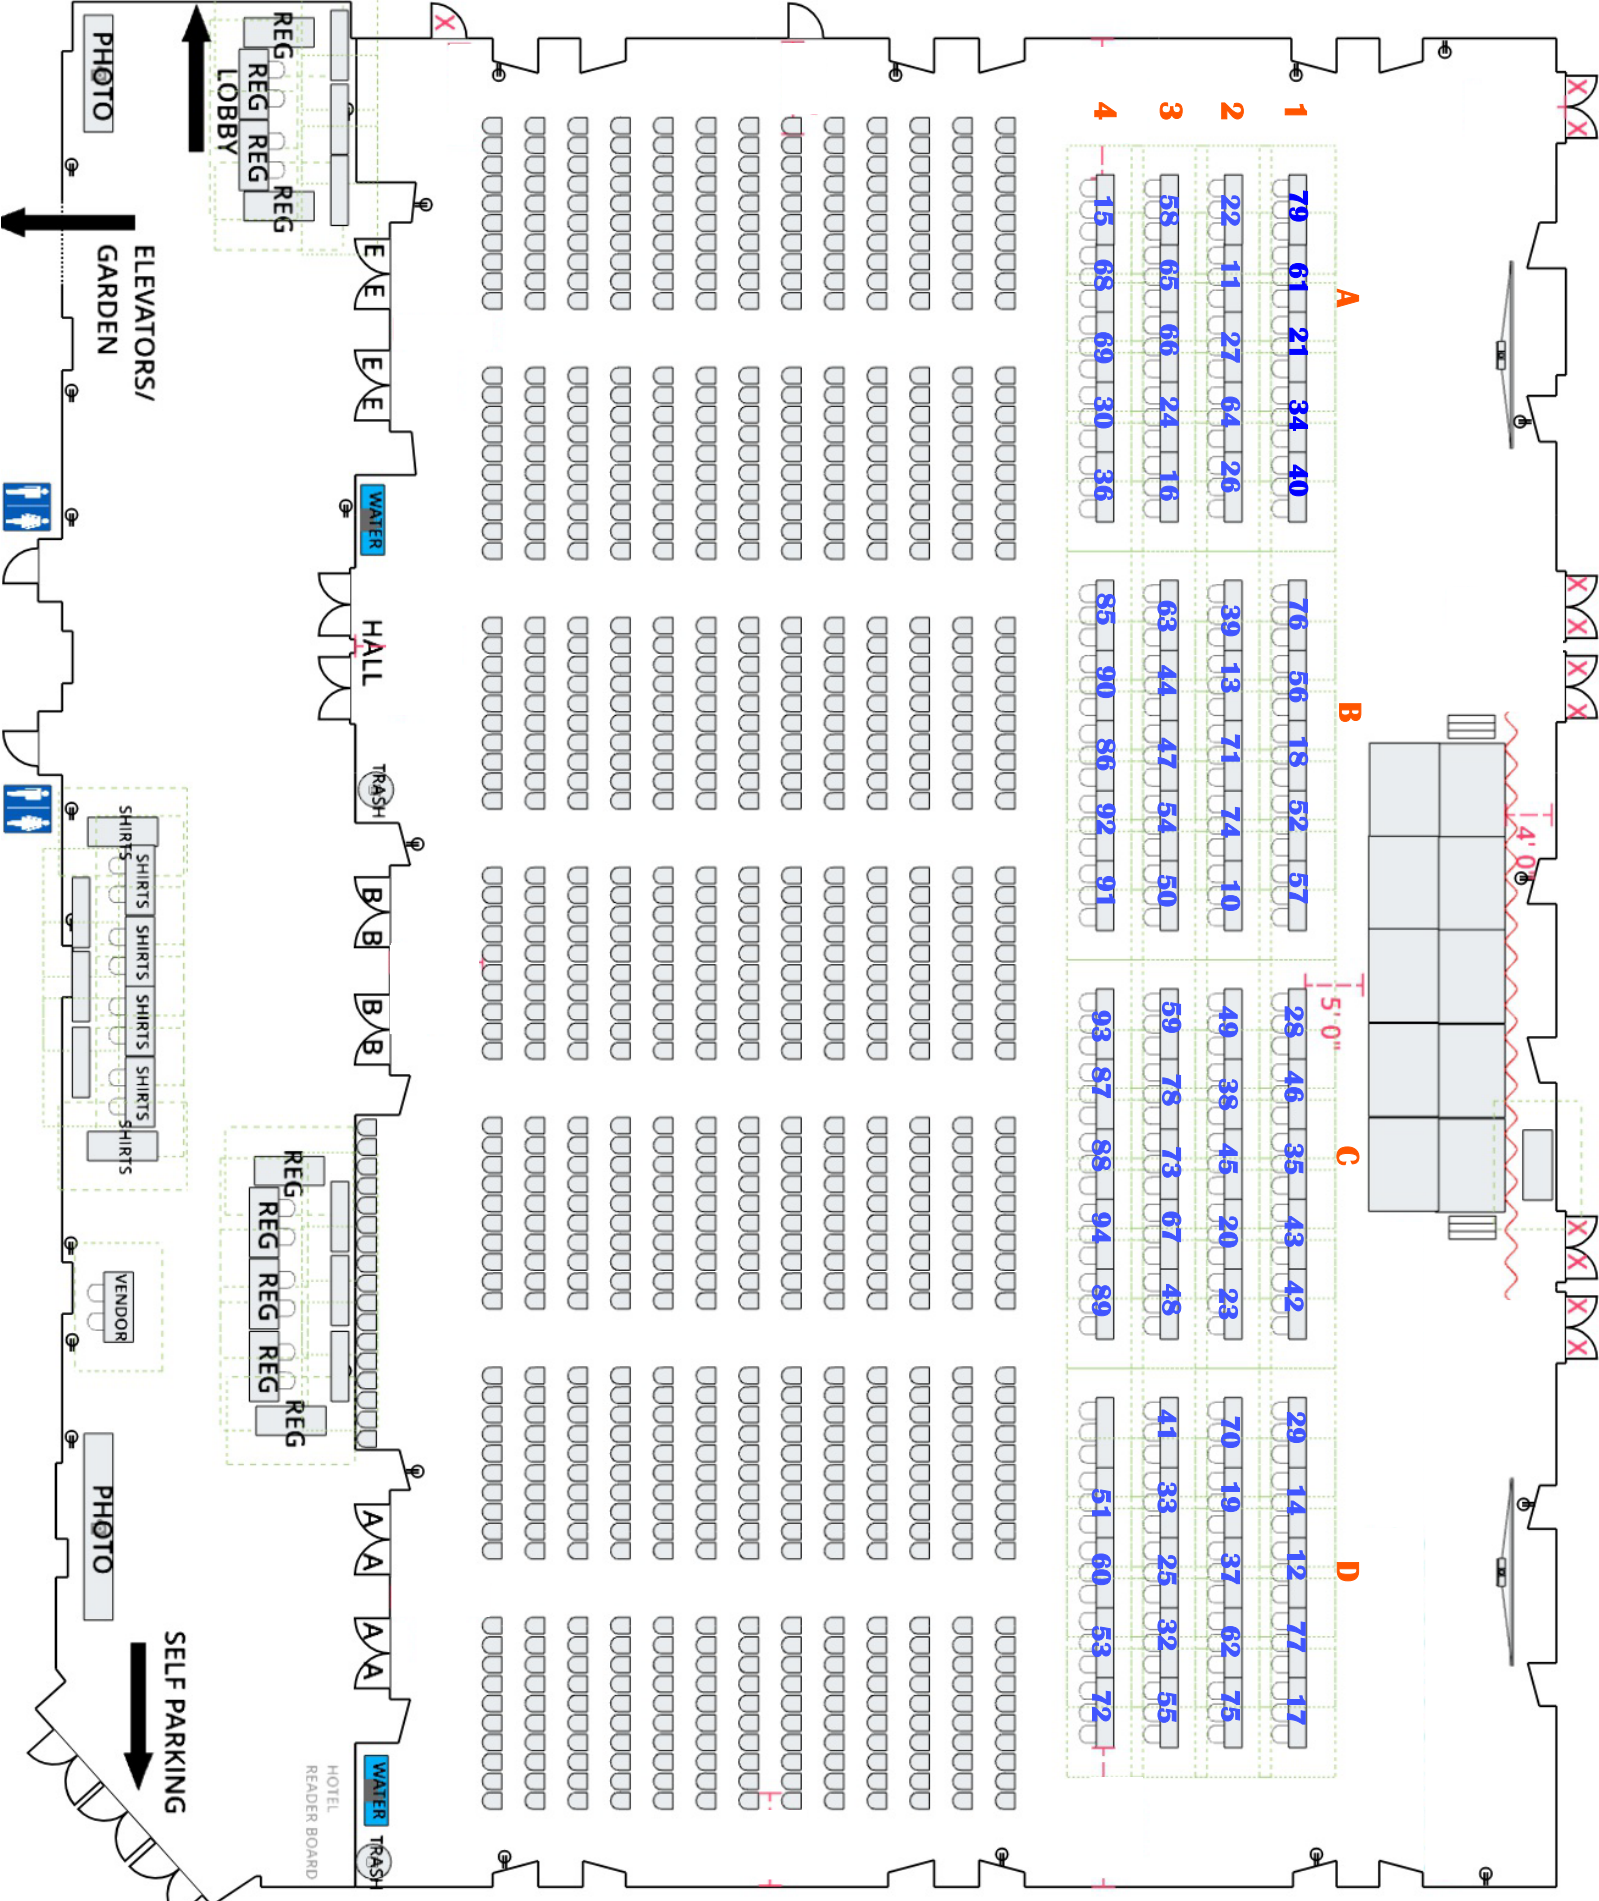 PHOTO
LOBBY
REG
REG
REG
REG
ELEVATORS/
GARDEN
E
E
E
E
WATER
HALL
TRASH
B
B
B
B
SHIRTS
SHIRTS
SHIRTS
SHIRTS
SHIRTS
SHIRTS
VENDOR
REG
REG
REG
REG
REG
PHOTO
SELF PARKING
A
A
A
A
WATER
HOTEL
READER BOARD
TRASH
X
X
X
X
X
X
X
X
X
X
X
X
X
4' 0"
5' 0"
A
B
C
D
1
79 61 21 34 40
76 56 18 52 57
28 46 35 43 42
29 14 12 77 17
2
22 11 27 64 26
39 13 71 74 10
49 38 45 20 23
70 19 37 62 75
3
58 65 66 24 16
63 44 47 54 50
59 78 73 67 48
41 33 25 32 55
4
15 68 69 30 36
85 90 86 92 91
93 87 88 94 89
51 60 53 72